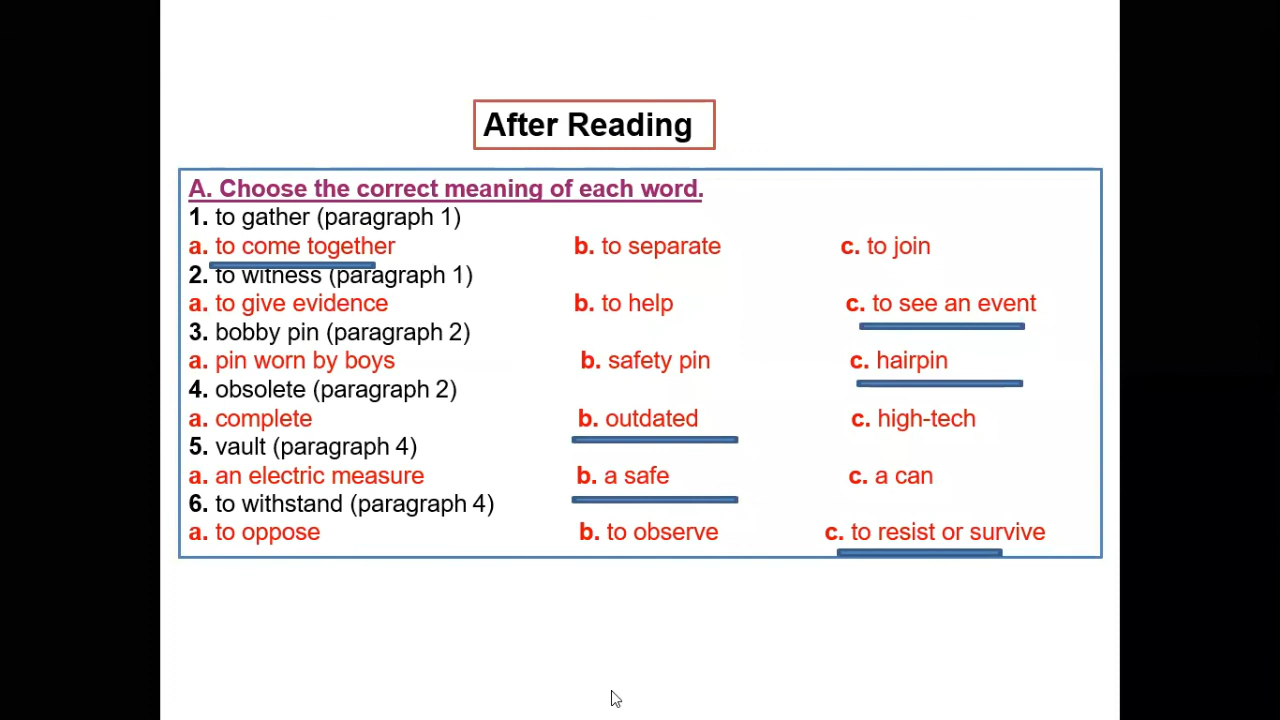 After Reading
A. Choose the correct meaning of each word.
1. to gather (paragraph 1)
a. to come together b. to separate c. to join
2. to witness (paragraph 1)
a. to give evidence b. to help c. to see an event
3. bobby pin (paragraph 2)
a. pin worn by boys b. safety pin c. hairpin
4. obsolete (paragraph 2)
a. complete b. outdated c. high-tech
5. vault (paragraph 4)
a. an electric measure b. a safe c. a can
6. to withstand (paragraph 4)
a. to oppose b. to observe c. to resist or survive